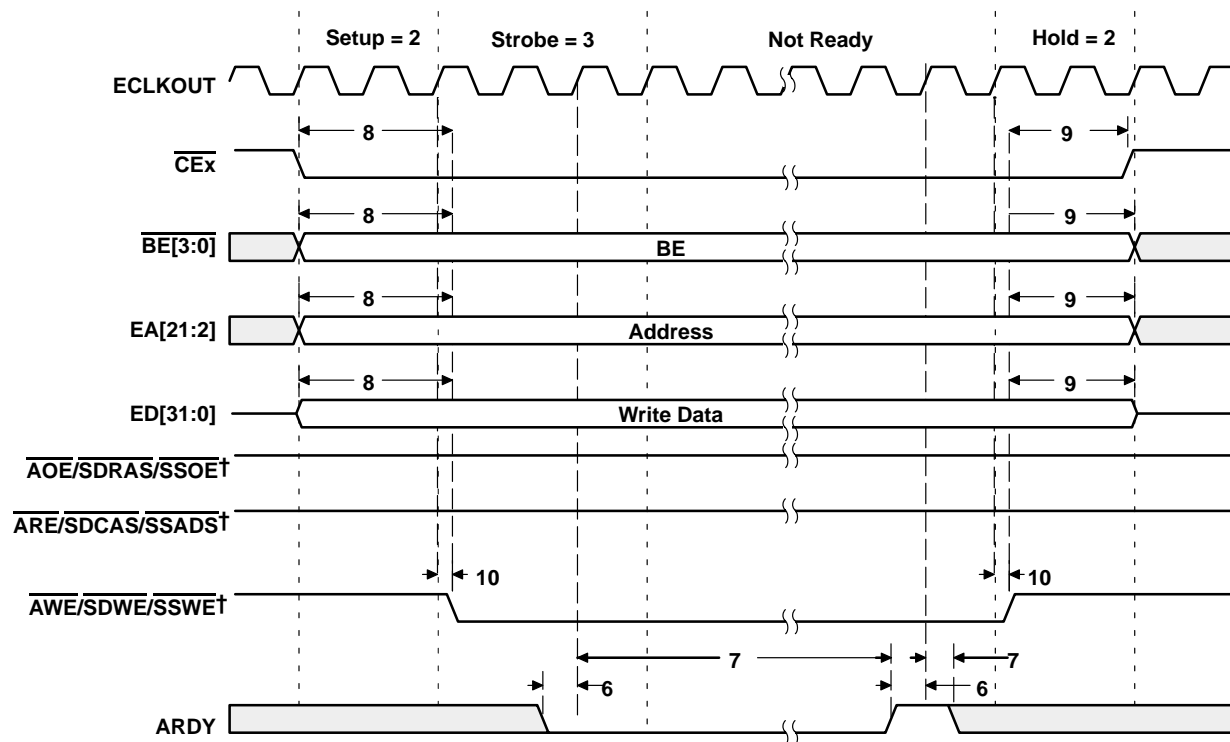 Setup = 2 Strobe = 3 Not Ready Hold = 2
ECLKOUT
8 9
CEx
8 9
BE[3:0] BE
8 9
EA[21:2] Address
8 9
ED[31:0] Write Data
AOE/SDRAS/SSOE†
ARE/SDCAS/SSADS†
10 10
AWE/SDWE/SSWE†
7 7
6 6
ARDY